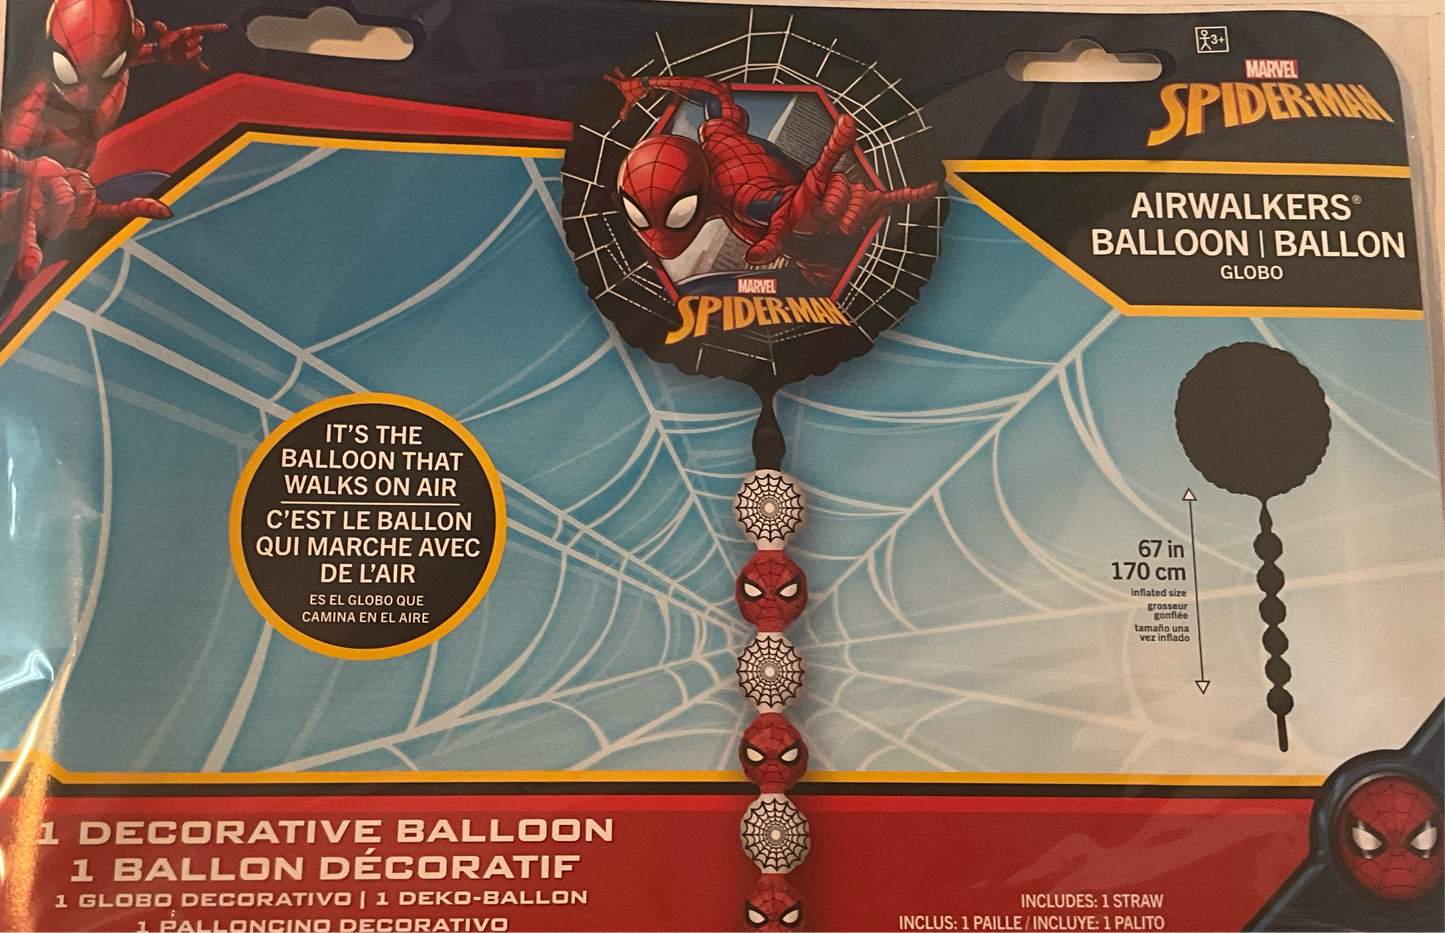 3+
MARVEL
SPIDER-MAN
AIRWALKERS®
BALLOON | BALLON
GLOBO
MARVEL
SPIDER-MAN
IT'S THE
BALLOON THAT
WALKS ON AIR
C'EST LE BALLON
QUI MARCHE AVEC
DE L'AIR
ES EL GLOBO QUE
CAMINA EN EL AIRE
67 in
170 cm
inflated size
grosseur
gonflée
tamaño una
vez inflado
1 DECORATIVE BALLOON
1 BALLON DÉCORATIF
1 GLOBO DECORATIVO | 1 DEKO-BALLON
1 PALLONCINO DECORATIVO
INCLUDES: 1 STRAW
INCLUS: 1 PAILLE / INCLUYE: 1 PALITO